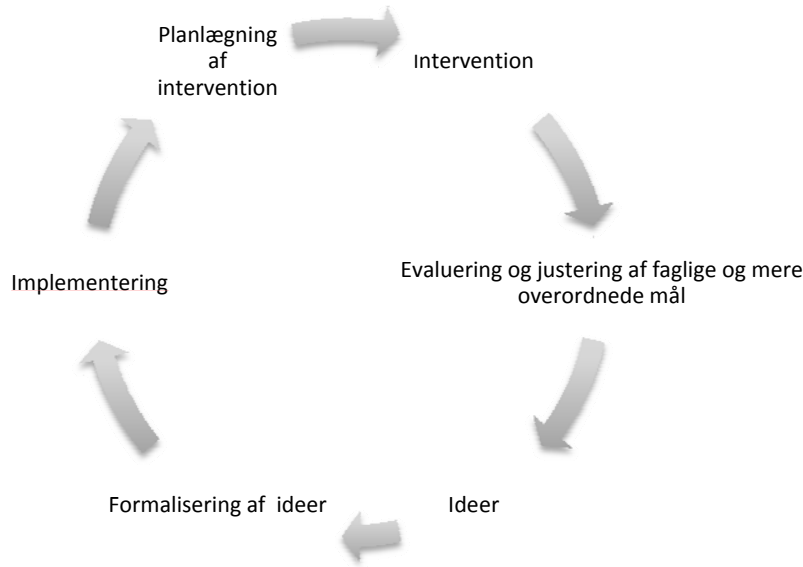 Planlægning
af
intervention
Intervention
Evaluering og justering af faglige og mere
overordnede mål
Ideer
Formalisering af ideer
Implementering